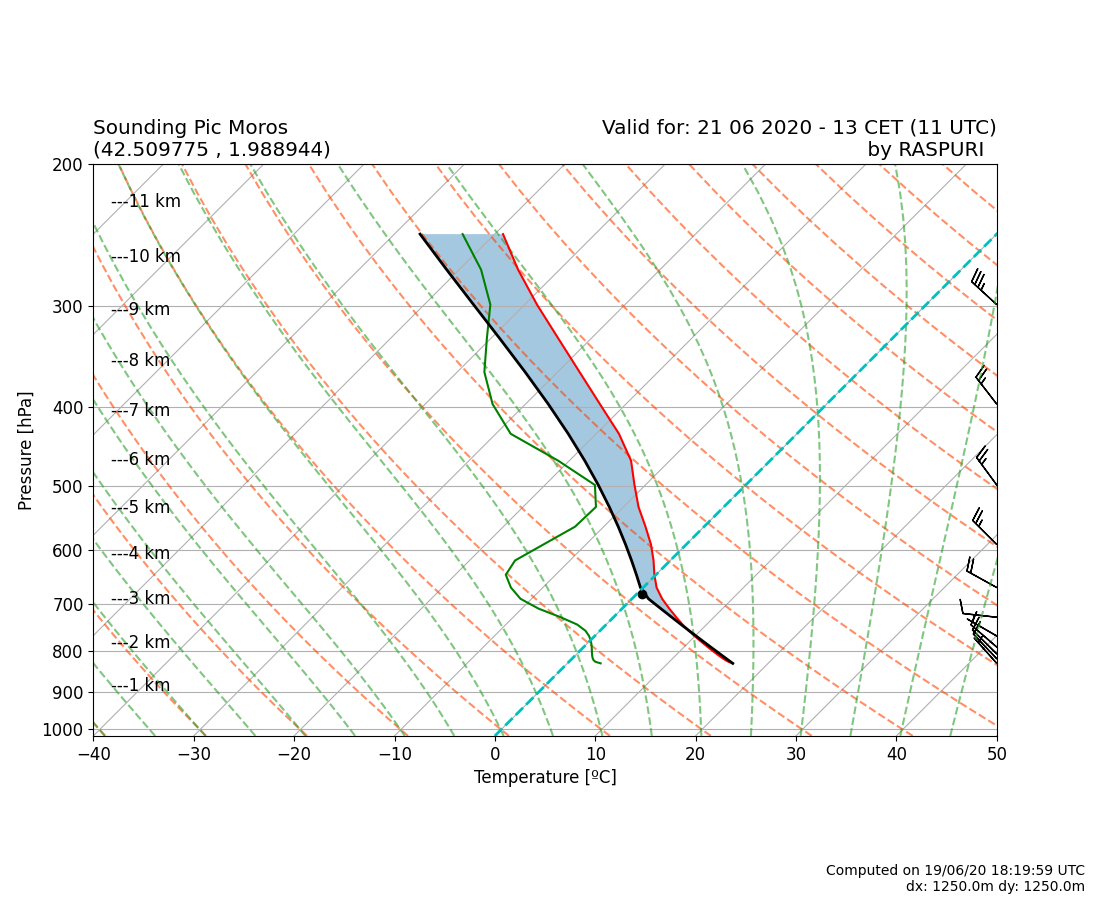 Sounding Pic Moros
(42.509775 , 1.988944)
Valid for: 21 06 2020 - 13 CET (11 UTC)
by RASPURI
200
300
400
500
600
700
800
900
1000
Pressure [hPa]
---11 km
---10 km
---9 km
---8 km
---7 km
---6 km
---5 km
---4 km
---3 km
---2 km
---1 km
−40 −30 −20 −10 0 10 20 30 40 50
Temperature [ºC]
Computed on 19/06/20 18:19:59 UTC
dx: 1250.0m dy: 1250.0m